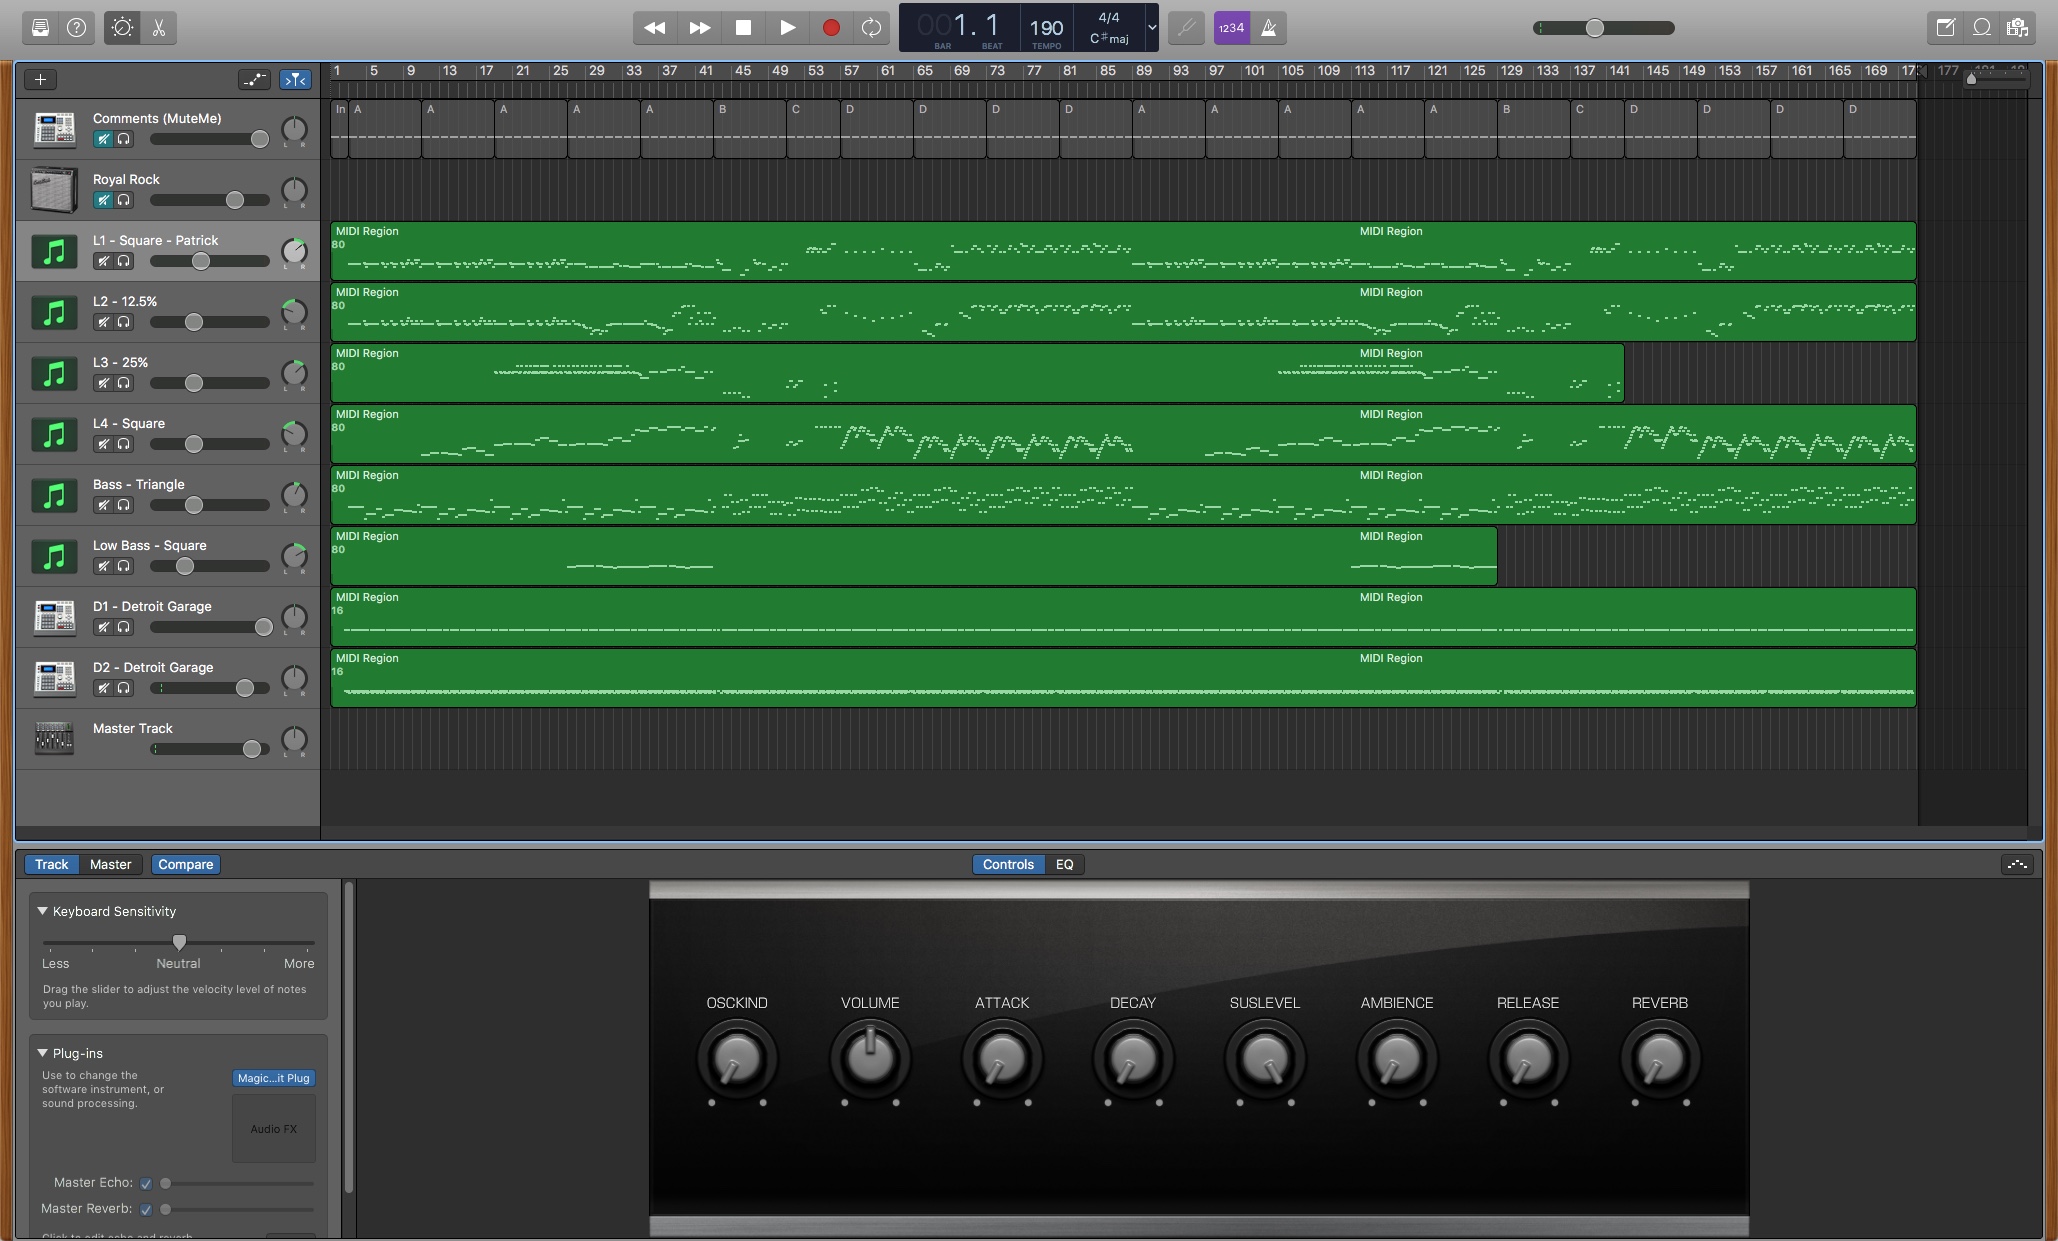 001. 1
BAR BEAT
190
TEMPO
4/4
C♯maj
1234
1 5 9 13 17 21 25 29 33 37 41 45 49 53 57 61 65 69 73 77 81 85 89 93 97 101 105 109 113 117 121 125 129 133 137 141 145 149 153 157 161 165 169 17 177
In A A A A A B C D D D D A A A A A B C D D D D
Comments (MuteMe)
L R
Royal Rock
L R
L1 - Square - Patrick
L R
MIDI Region MIDI Region
80
L2 - 12.5%
MIDI Region MIDI Region
80
L3 - 25%
L R
MIDI Region MIDI Region
80
L4 - Square
L R
MIDI Region MIDI Region
80
Bass - Triangle
L R
MIDI Region MIDI Region
80
Low Bass - Square
L R
MIDI Region MIDI Region
80
D1 - Detroit Garage
L R
MIDI Region MIDI Region
16
D2 - Detroit Garage
L R
MIDI Region MIDI Region
16
Master Track
L R
Track Master Compare
Controls EQ
Keyboard Sensitivity
Less Neutral More
Drag the slider to adjust the velocity level of notes
you play.
Plug-ins
Use to change the
software instrument, or
sound processing.
Magic...it Plug
Audio FX
Master Echo:
Master Reverb:
OSCKIND VOLUME ATTACK DECAY SUSLEVEL AMBIENCE RELEASE REVERB